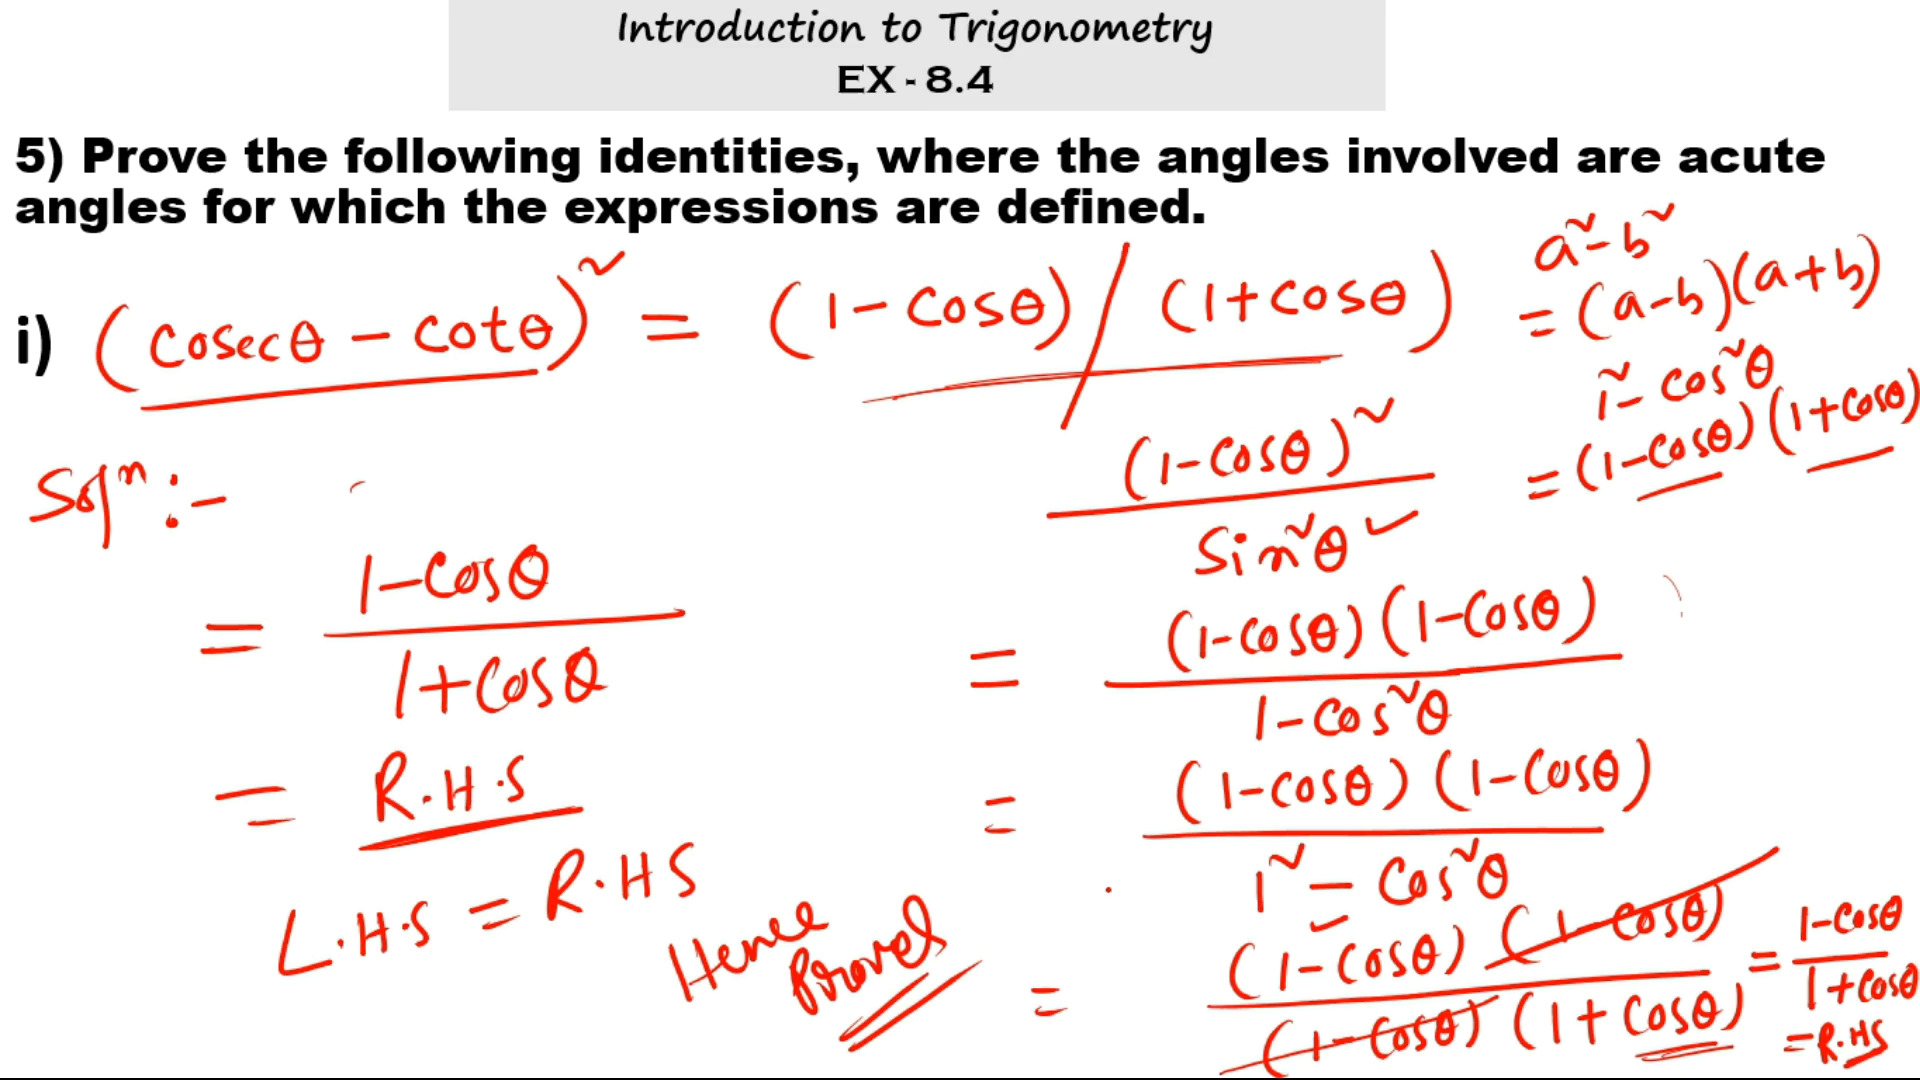 Introduction to Trigonometry
EX - 8.4
5) Prove the following identities, where the angles involved are acute
angles for which the expressions are defined.
i) (cosecθ - cotθ)² = (1 - cosθ) / (1 + cosθ)
a² - b²
= (a-b)(a+b)
1² - cos²θ
= (1-cosθ)(1+cosθ)
Solⁿ :-
= 1-cosθ / 1+cosθ
= R.H.S
L.H.S = R.HS
Hence
Proved
(1-cosθ)² / sin²θ
= (1-cosθ)(1-cosθ) / 1-cos²θ
= (1-cosθ)(1-cosθ) / 1² - cos²θ
= (1-cosθ)(1-cosθ) / (1-cosθ)(1+cosθ) = 1-cosθ / 1+cosθ
= R.HS